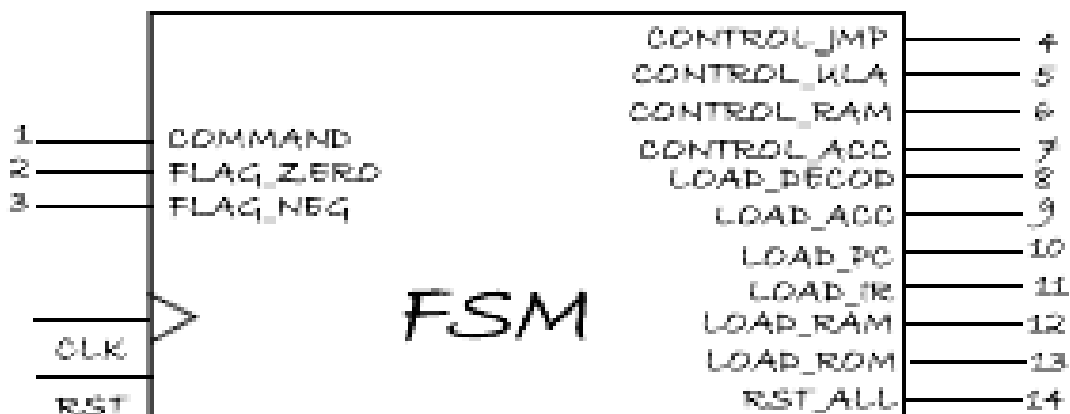 CONTROL_JMP 4
CONTROL_ULA 5
CONTROL_RAM 6
1 COMMAND CONTROL_ACC 7
2 FLAG_ZERO LOAD_DECOD 8
3 FLAG_NEG LOAD_ACC 9
LOAD_PC 10
LOAD_IR 11
FSM LOAD_RAM 12
CLK LOAD_ROM 13
RST RST_ALL 14